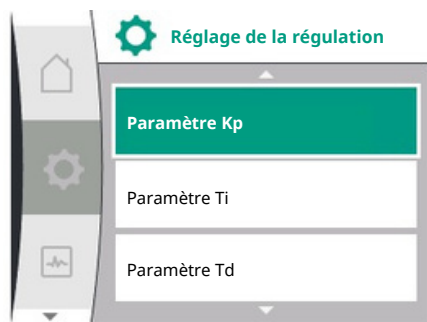 Réglage de la régulation
Paramètre Kp
Paramètre Ti
Paramètre Td